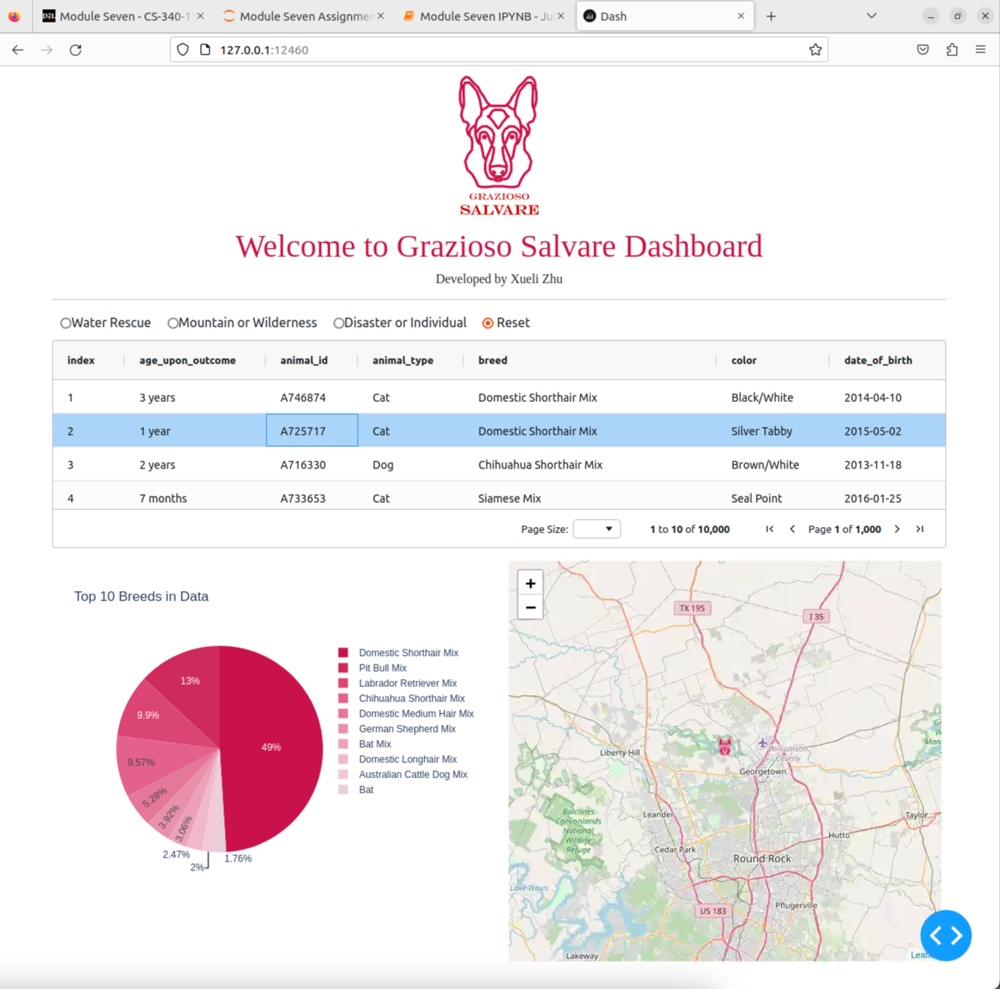 Module Seven - CS-340-1
Module Seven Assignmen
Module Seven IPYNB - Ju
Dash
127.0.0.1:12460
GRAZIOSO
SALVARE
Welcome to Grazioso Salvare Dashboard
Developed by Xueli Zhu
Water Rescue Mountain or Wilderness Disaster or Individual Reset
index age_upon_outcome animal_id animal_type breed color date_of_birth
1 3 years A746874 Cat Domestic Shorthair Mix Black/White 2014-04-10
2 1 year A725717 Cat Domestic Shorthair Mix Silver Tabby 2015-05-02
3 2 years A716330 Dog Chihuahua Shorthair Mix Brown/White 2013-11-18
4 7 months A733653 Cat Siamese Mix Seal Point 2016-01-25
Page Size: 1 to 10 of 10,000 Page 1 of 1,000
Top 10 Breeds in Data
13%
9.9%
49%
9.57%
5.28%
3.92%
3.06%
2.47%
2%
1.76%
Domestic Shorthair Mix
Pit Bull Mix
Labrador Retriever Mix
Chihuahua Shorthair Mix
Domestic Medium Hair Mix
German Shepherd Mix
Bat Mix
Domestic Longhair Mix
Australian Cattle Dog Mix
Bat
+
−
TX 195
I 35
Liberty Hill
Williamson
County
Georgetown
Leander
Balcones
Canyonlands
National
Wildlife
Refuge
Taylor
Hutto
Cedar Park
Round Rock
Lake Travis
US 183
Pflugerville
Lakeway